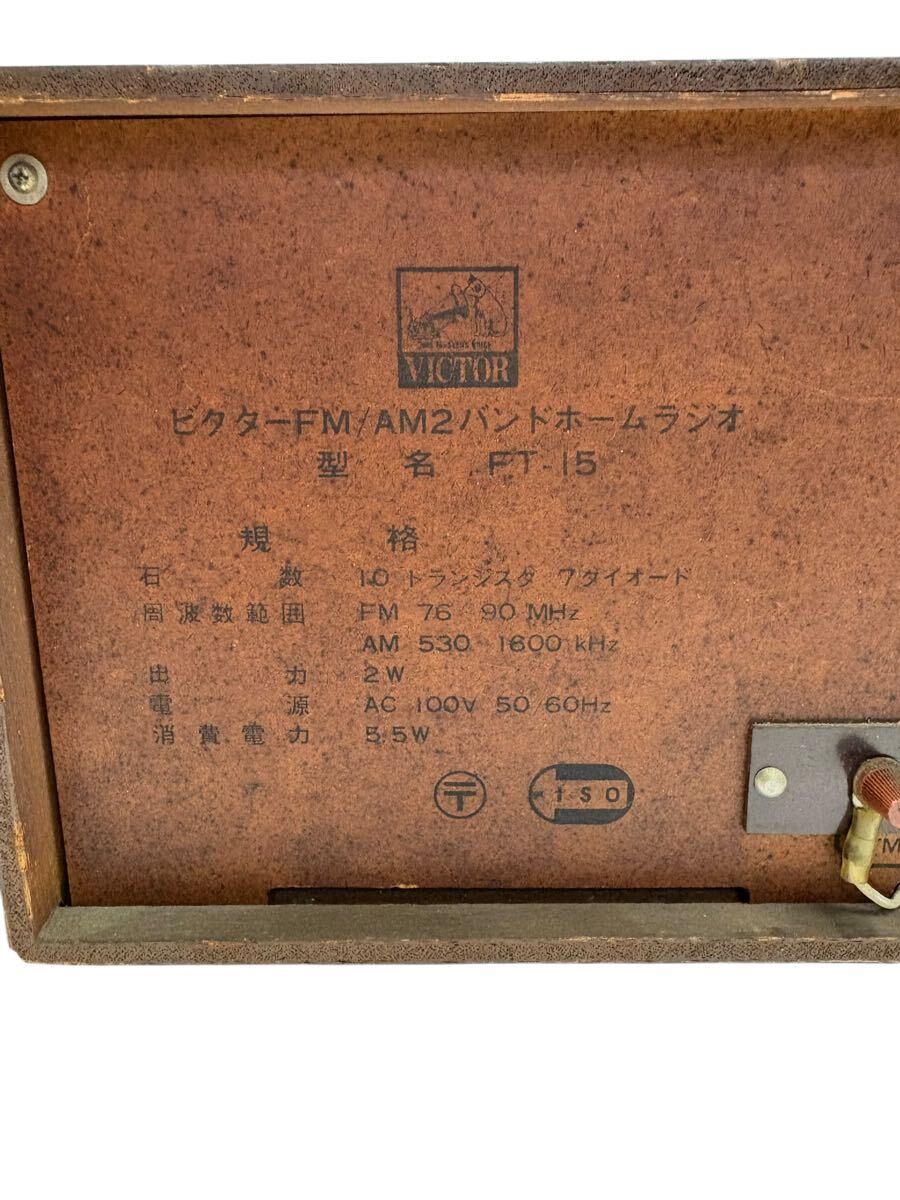 HIS MASTER'S VOICE
VICTOR
ビクターFM/AM2バンドホームラジオ
型名 FT-15
規格
石数 10 トランジスタ 7ダイオード
周波数範囲 FM 76 90 MHz
AM 530 1600 kHz
出力 2W
電源 AC 100V 50/60Hz
消費電力 5.5W
〒 tSO